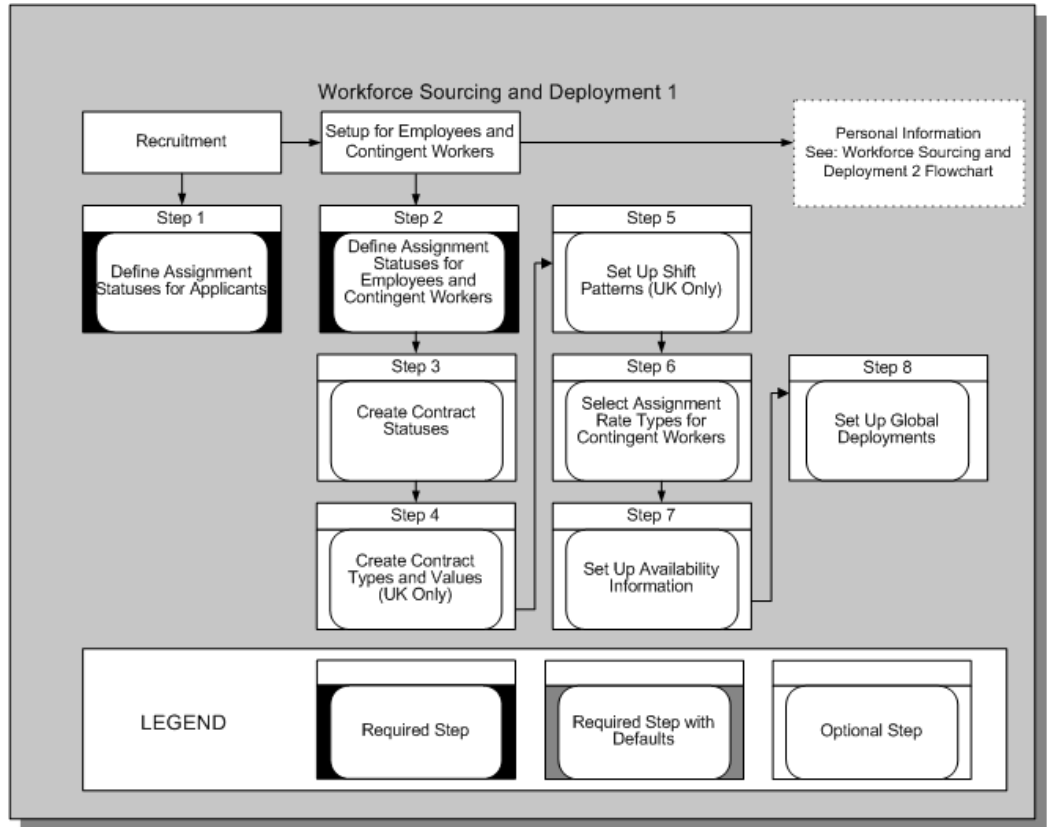 Workforce Sourcing and Deployment 1
Recruitment
Setup for Employees and
Contingent Workers
Personal Information
See: Workforce Sourcing and
Deployment 2 Flowchart
Step 1
Define Assignment
Statuses for Applicants
Step 2
Define Assignment
Statuses for
Employees and
Contingent Workers
Step 3
Create Contract
Statuses
Step 4
Create Contract
Types and Values
(UK Only)
Step 5
Set Up Shift
Patterns (UK Only)
Step 6
Select Assignment
Rate Types for
Contingent Workers
Step 7
Set Up Availability
Information
Step 8
Set Up Global
Deployments
LEGEND
Required Step
Required Step with
Defaults
Optional Step